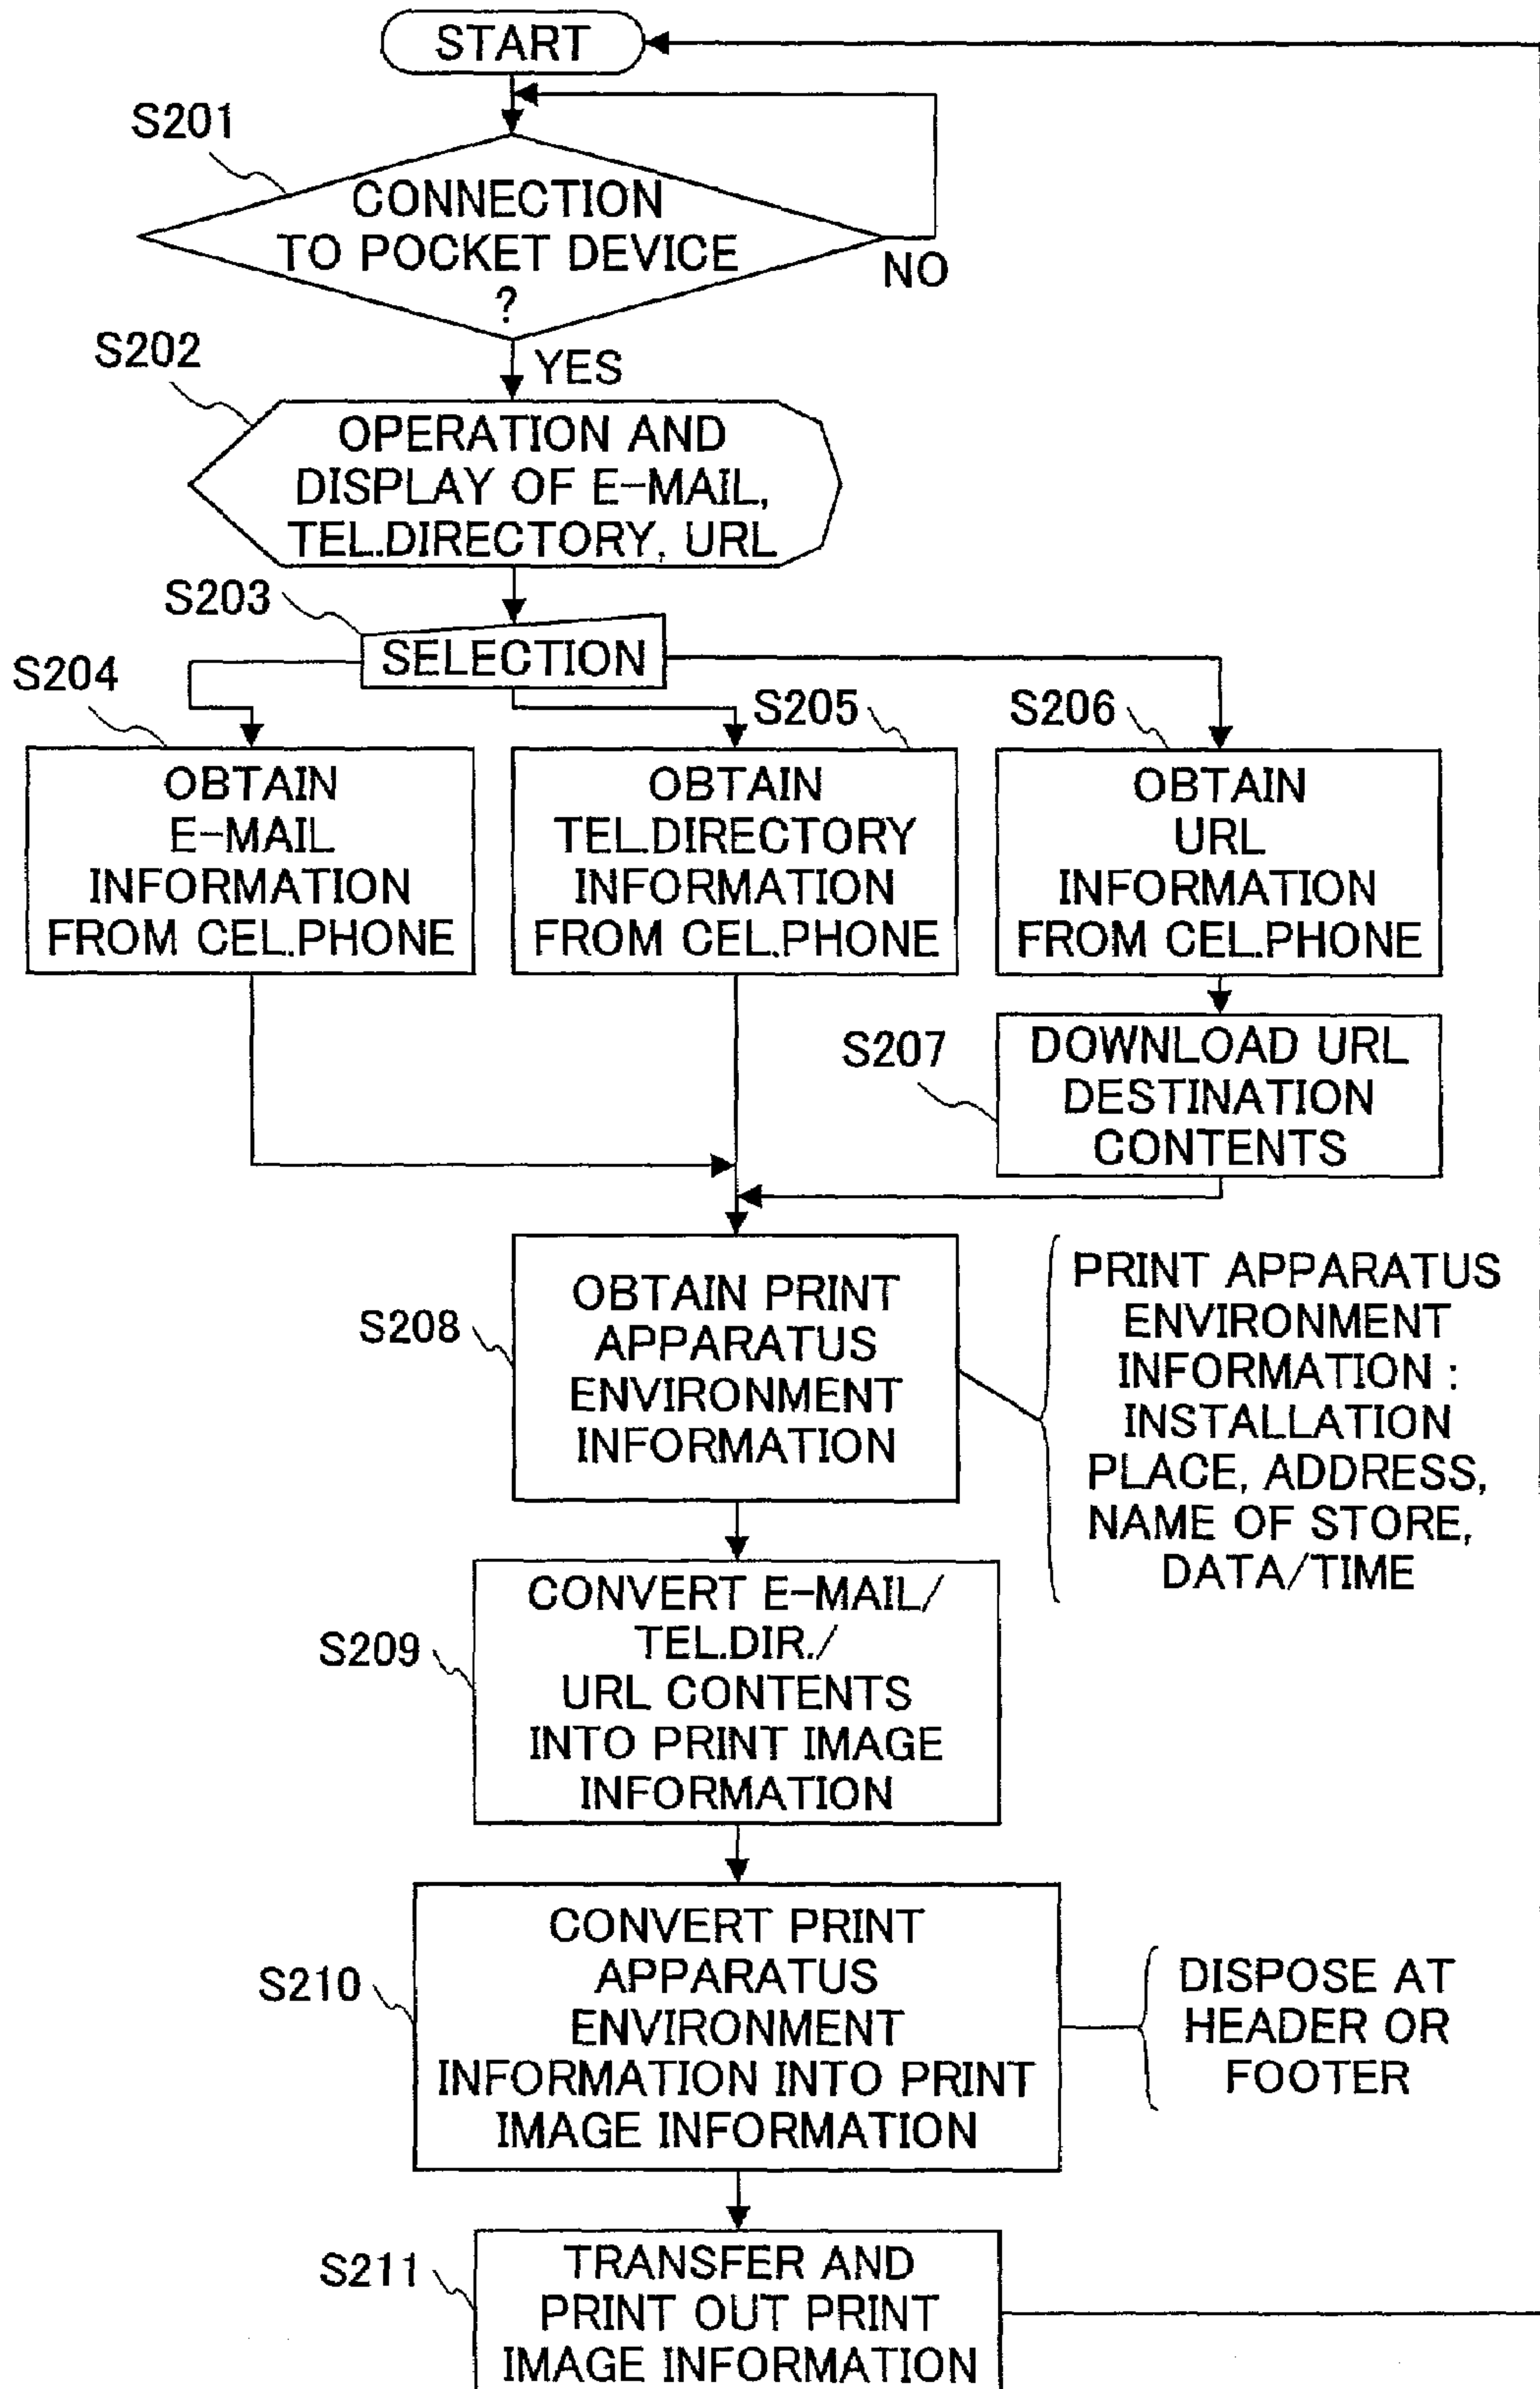 START
S201
CONNECTION
TO POCKET DEVICE
?
NO
YES
S202
OPERATION AND
DISPLAY OF E-MAIL,
TEL.DIRECTORY, URL
S203
SELECTION
S204
OBTAIN
E-MAIL
INFORMATION
FROM CEL.PHONE
S205
OBTAIN
TEL.DIRECTORY
INFORMATION
FROM CEL.PHONE
S206
OBTAIN
URL
INFORMATION
FROM CEL.PHONE
S207
DOWNLOAD URL
DESTINATION
CONTENTS
S208
OBTAIN PRINT
APPARATUS
ENVIRONMENT
INFORMATION
PRINT APPARATUS
ENVIRONMENT
INFORMATION :
INSTALLATION
PLACE, ADDRESS,
NAME OF STORE,
DATA/TIME
S209
CONVERT E-MAIL/
TEL.DIR./
URL CONTENTS
INTO PRINT IMAGE
INFORMATION
S210
CONVERT PRINT
APPARATUS
ENVIRONMENT
INFORMATION INTO PRINT
IMAGE INFORMATION
DISPOSE AT
HEADER OR
FOOTER
S211
TRANSFER AND
PRINT OUT PRINT
IMAGE INFORMATION